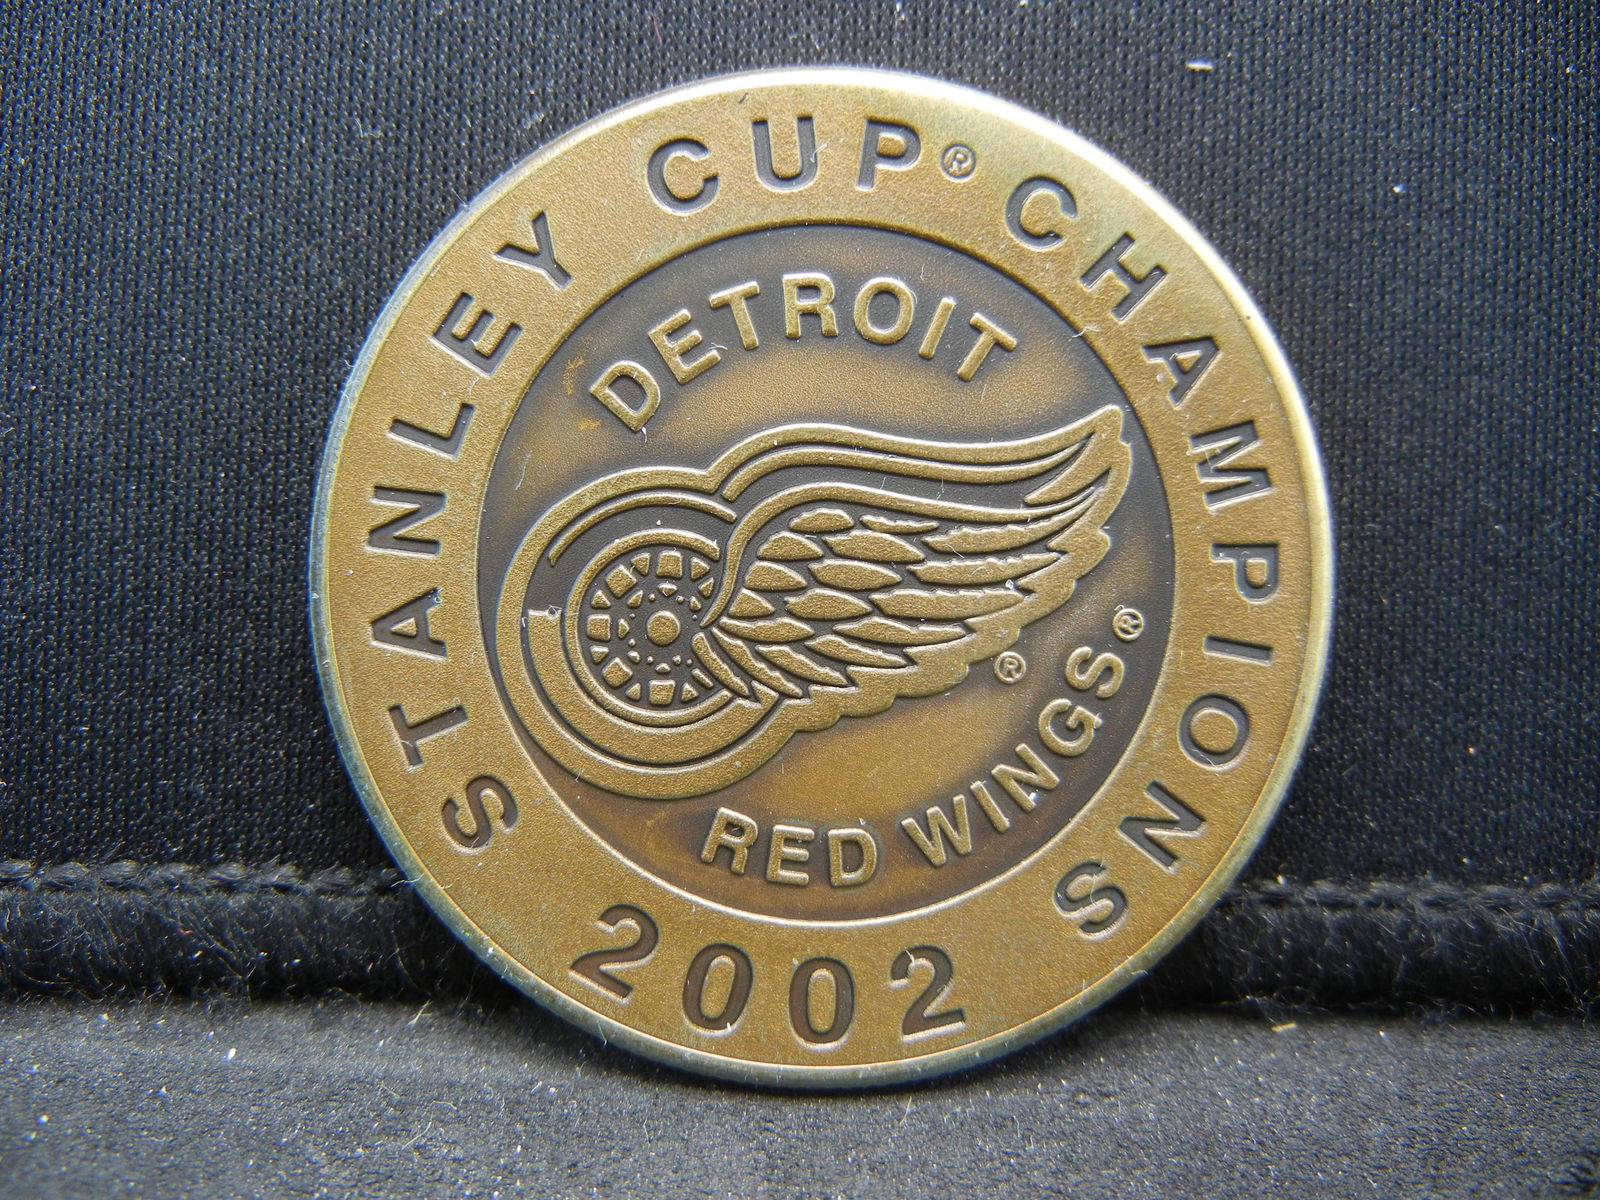 STANLEY CUP® CHAMPIONS
2002
DETROIT
®
RED WINGS®